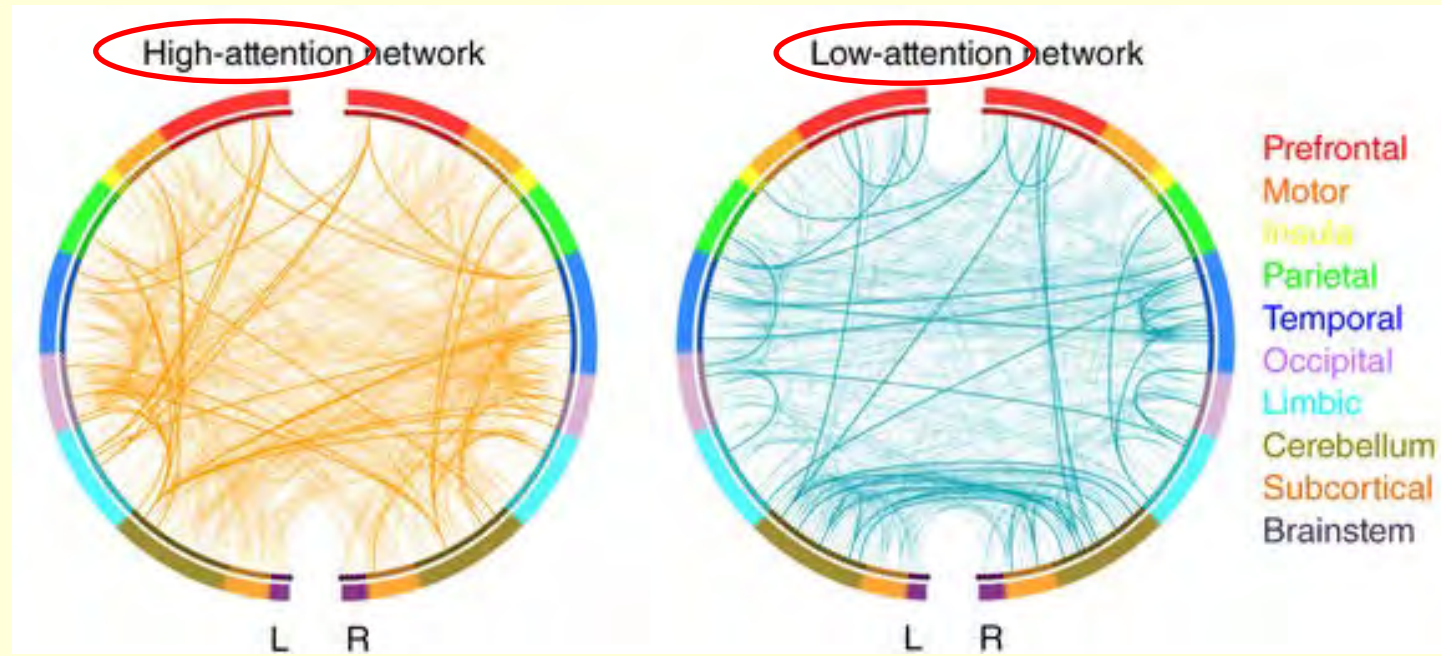 High-attention network
Low-attention network
Prefrontal
Motor
Insula
Parietal
Temporal
Occipital
Limbic
Cerebellum
Subcortical
Brainstem
L R
L R